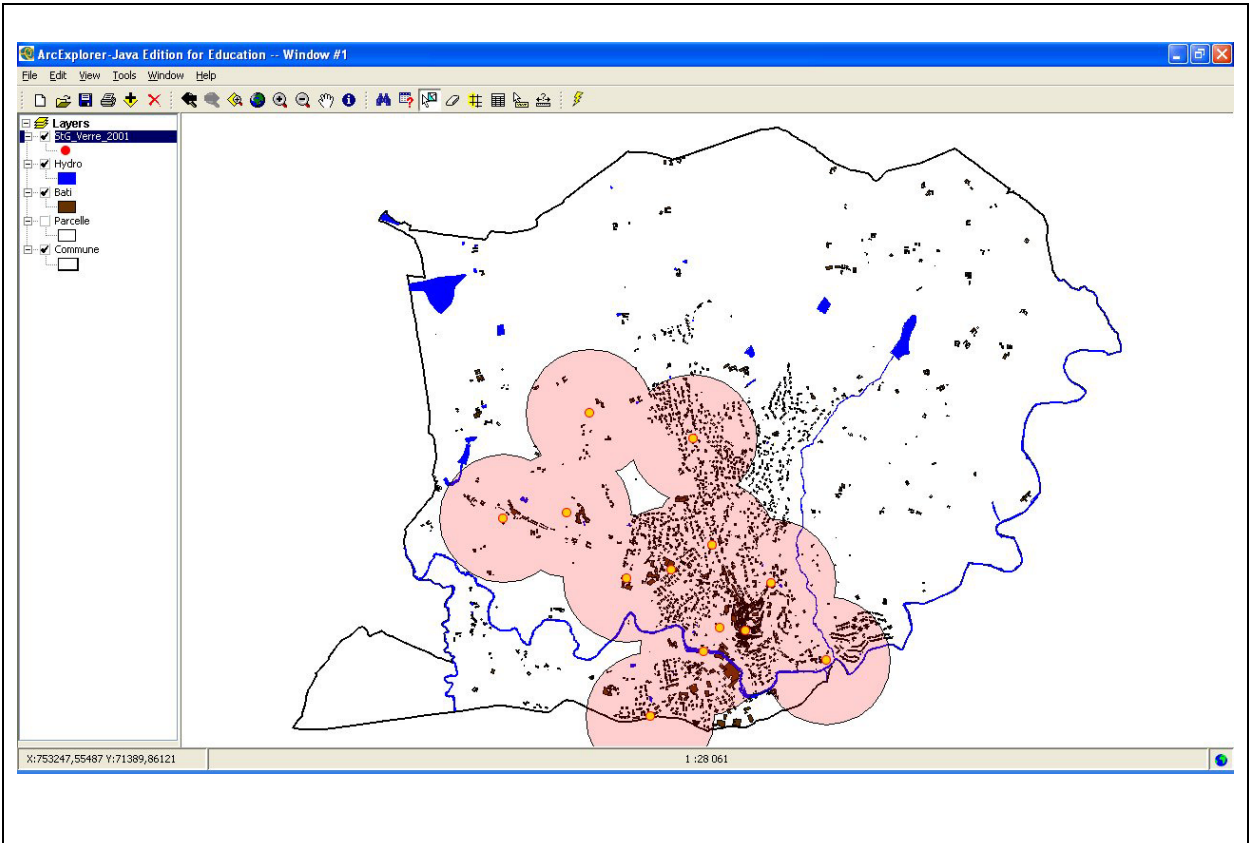 ArcExplorer-Java Edition for Education -- Window #1
File Edit View Tools Window Help
Layers
StG_Verre_2001
Hydro
Bati
Parcelle
Commune
X:753247,55487 Y:71389,86121
1 :28 061